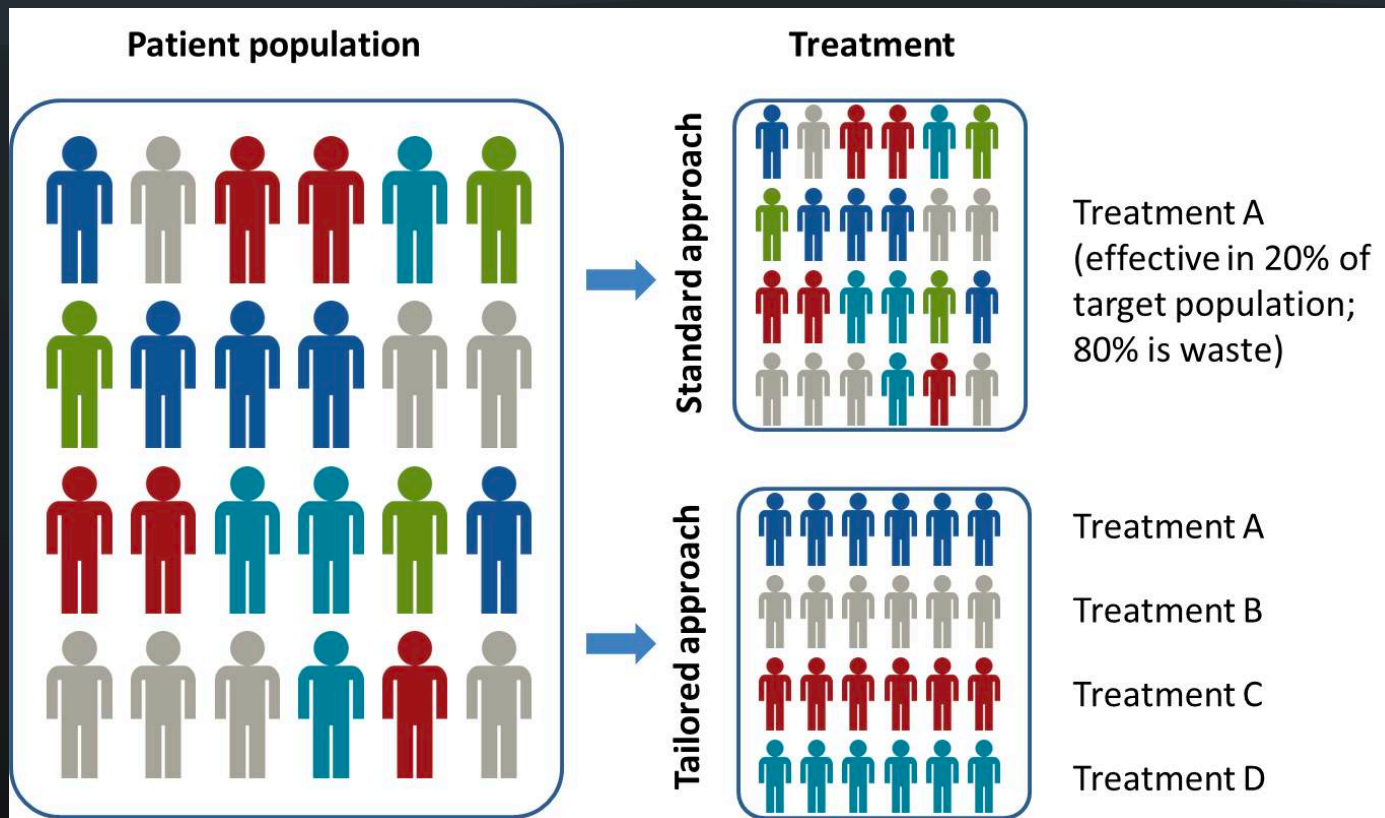 Patient population
Treatment
Standard approach
Treatment A
(effective in 20% of
target population;
80% is waste)
Tailored approach
Treatment A
Treatment B
Treatment C
Treatment D